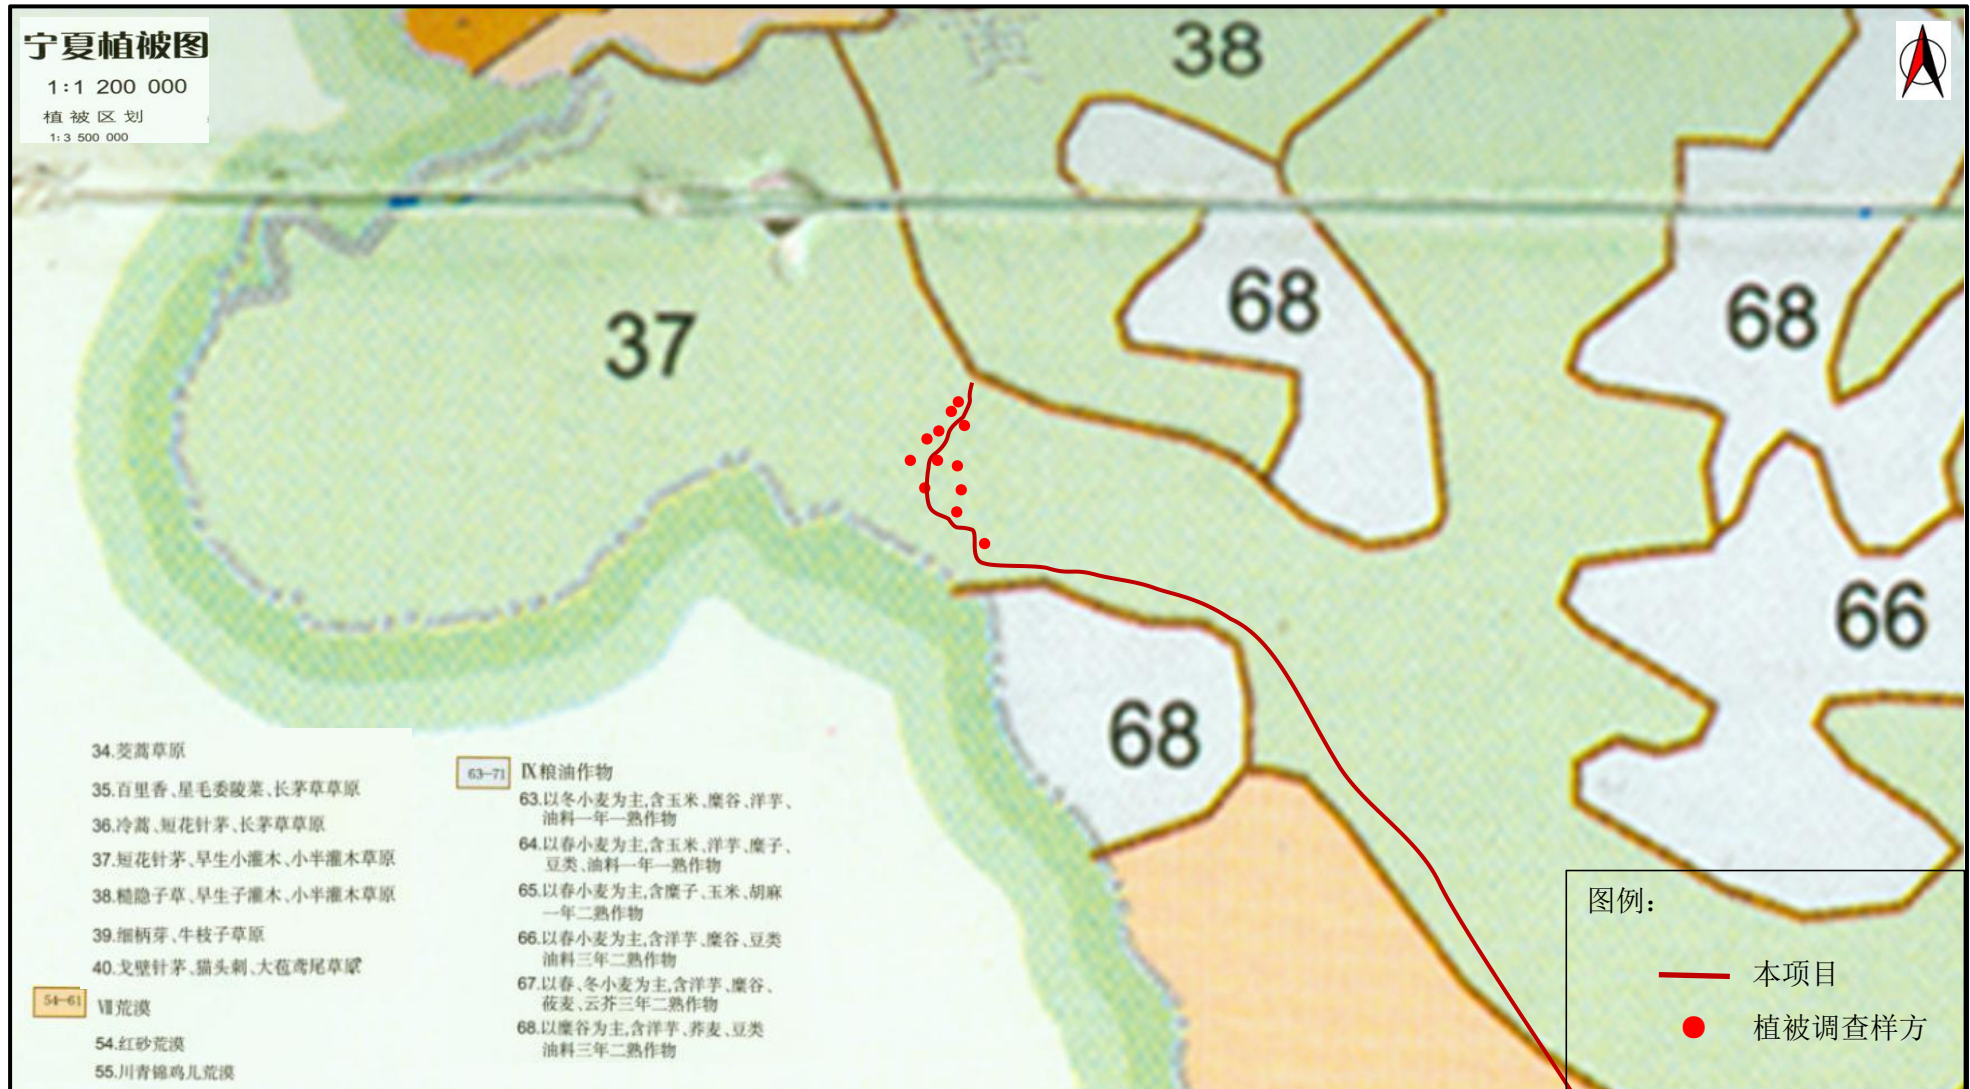 宁夏植被图
1:1 200 000
植被区划
1:3 500 000
38
68
68
37
66
68
34.茭蒿草原
35.百里香、星毛委陵菜、长茅草草原
36.冷蒿、短花针茅、长茅草草原
37.短花针茅、旱生小灌木、小半灌木草原
38.糙隐子草、旱生子灌木、小半灌木草原
39.细柄芽、牛枝子草原
40.戈壁针茅、猫头刺、大苞鸢尾草原
54-61 Ⅶ荒漠
54.红砂荒漠
55.川青锦鸡儿荒漠
63-71 Ⅸ粮油作物
63.以冬小麦为主,含玉米、糜谷、洋芋、
油料一年一熟作物
64.以春小麦为主,含玉米、洋芋、糜子、
豆类、油料一年一熟作物
65.以春小麦为主,含糜子、玉米、胡麻
一年二熟作物
66.以春小麦为主,含洋芋、糜谷、豆类
油料三年二熟作物
67.以春、冬小麦为主,含洋芋、糜谷、
莜麦、云芥三年二熟作物
68.以糜谷为主,含洋芋、荞麦、豆类
油料三年二熟作物
图例：
本项目
植被调查样方